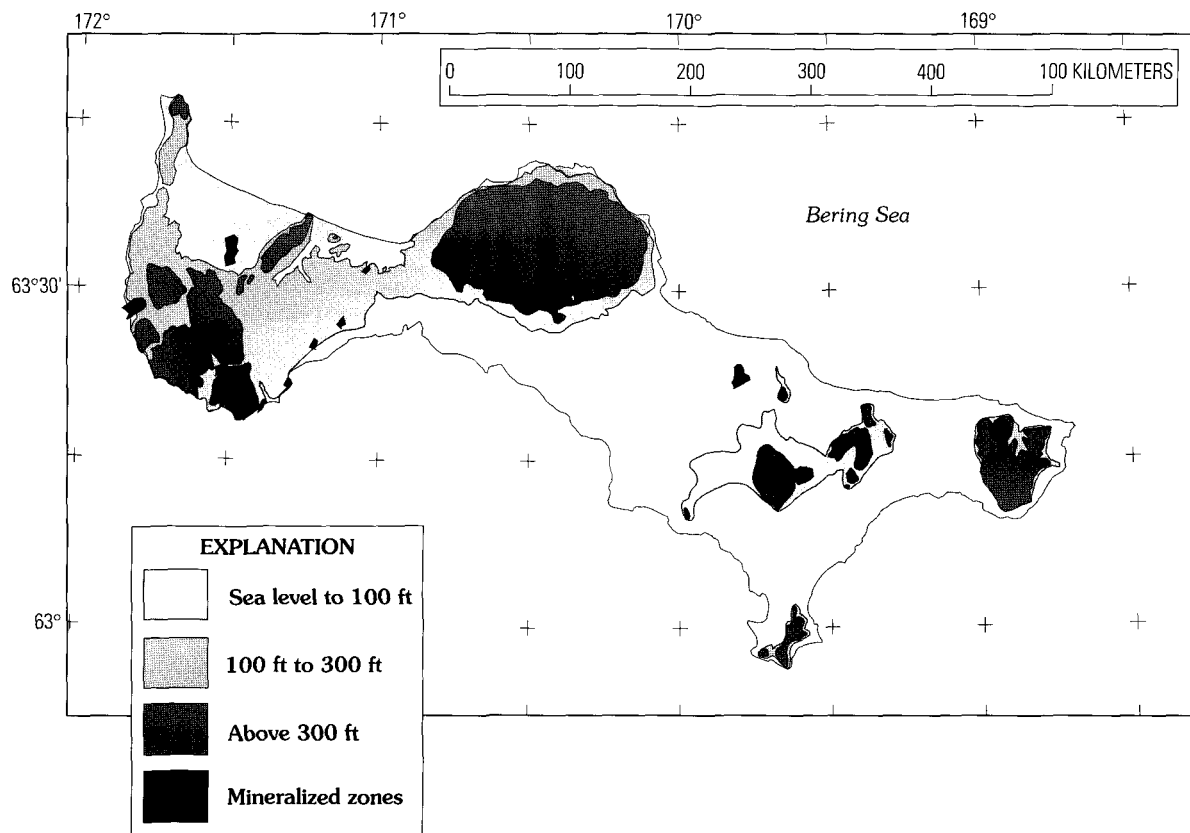 172° 171° 170° 169°
0 100 200 300 400 100 KILOMETERS
Bering Sea
63°30'
63°
EXPLANATION
Sea level to 100 ft
100 ft to 300 ft
Above 300 ft
Mineralized zones